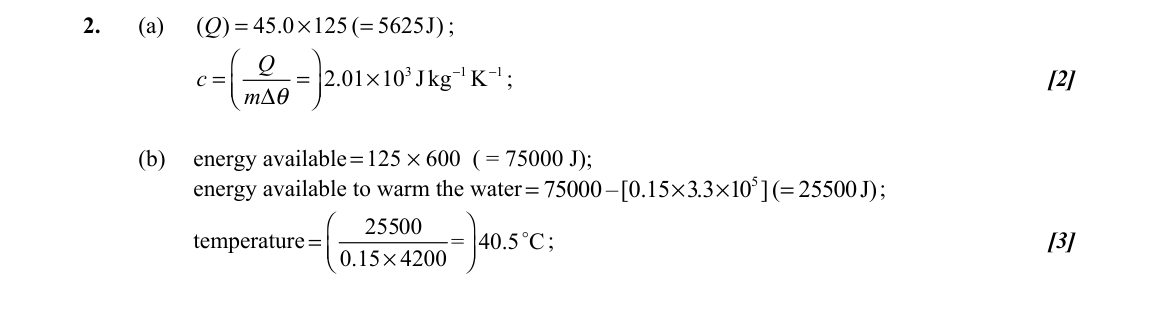 2. (a) (Q) = 45.0×125 (= 5625J) ;
c = ( Q / mΔθ = ) 2.01×10³ J kg⁻¹ K⁻¹ ; [2]
(b) energy available = 125 × 600 ( = 75000 J);
energy available to warm the water = 75000 – [0.15×3.3×10⁵] (= 25500 J) ;
temperature = ( 25500 / 0.15×4200 = ) 40.5 °C ; [3]